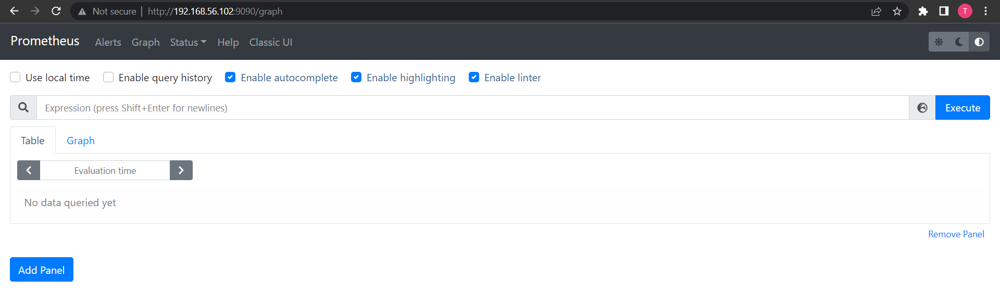 Not secure | http://192.168.56.102:9090/graph
T
Prometheus Alerts Graph Status Help Classic UI
Use local time Enable query history Enable autocomplete Enable highlighting Enable linter
Expression (press Shift+Enter for newlines) Execute
Table Graph
Evaluation time
No data queried yet
Remove Panel
Add Panel